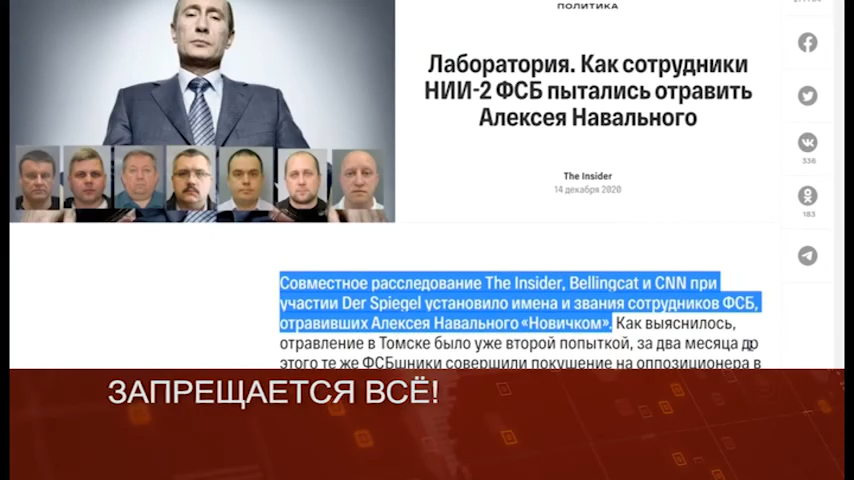 ПОЛИТИКА
Лаборатория. Как сотрудники
НИИ-2 ФСБ пытались отравить
Алексея Навального
The Insider
14 декабря 2020
336
183
Совместное расследование The Insider, Bellingcat и CNN при
участии Der Spiegel установило имена и звания сотрудников ФСБ,
отравивших Алексея Навального «Новичком». Как выяснилось,
отравление в Томске было уже второй попыткой, за два месяца до
этого те же ФСБшники совершили покушение на оппозиционера в
ЗАПРЕЩАЕТСЯ ВСЁ!